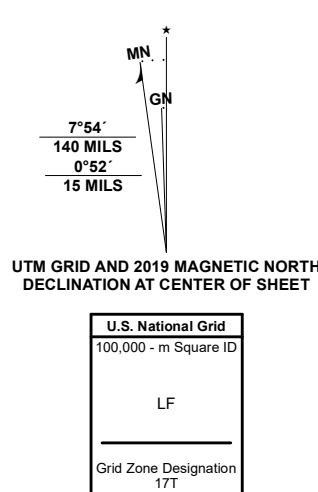 ★
MN
GN
7°54´
140 MILS
0°52´
15 MILS
UTM GRID AND 2019 MAGNETIC NORTH
DECLINATION AT CENTER OF SHEET
U.S. National Grid
100,000 - m Square ID
LF
Grid Zone Designation
17T